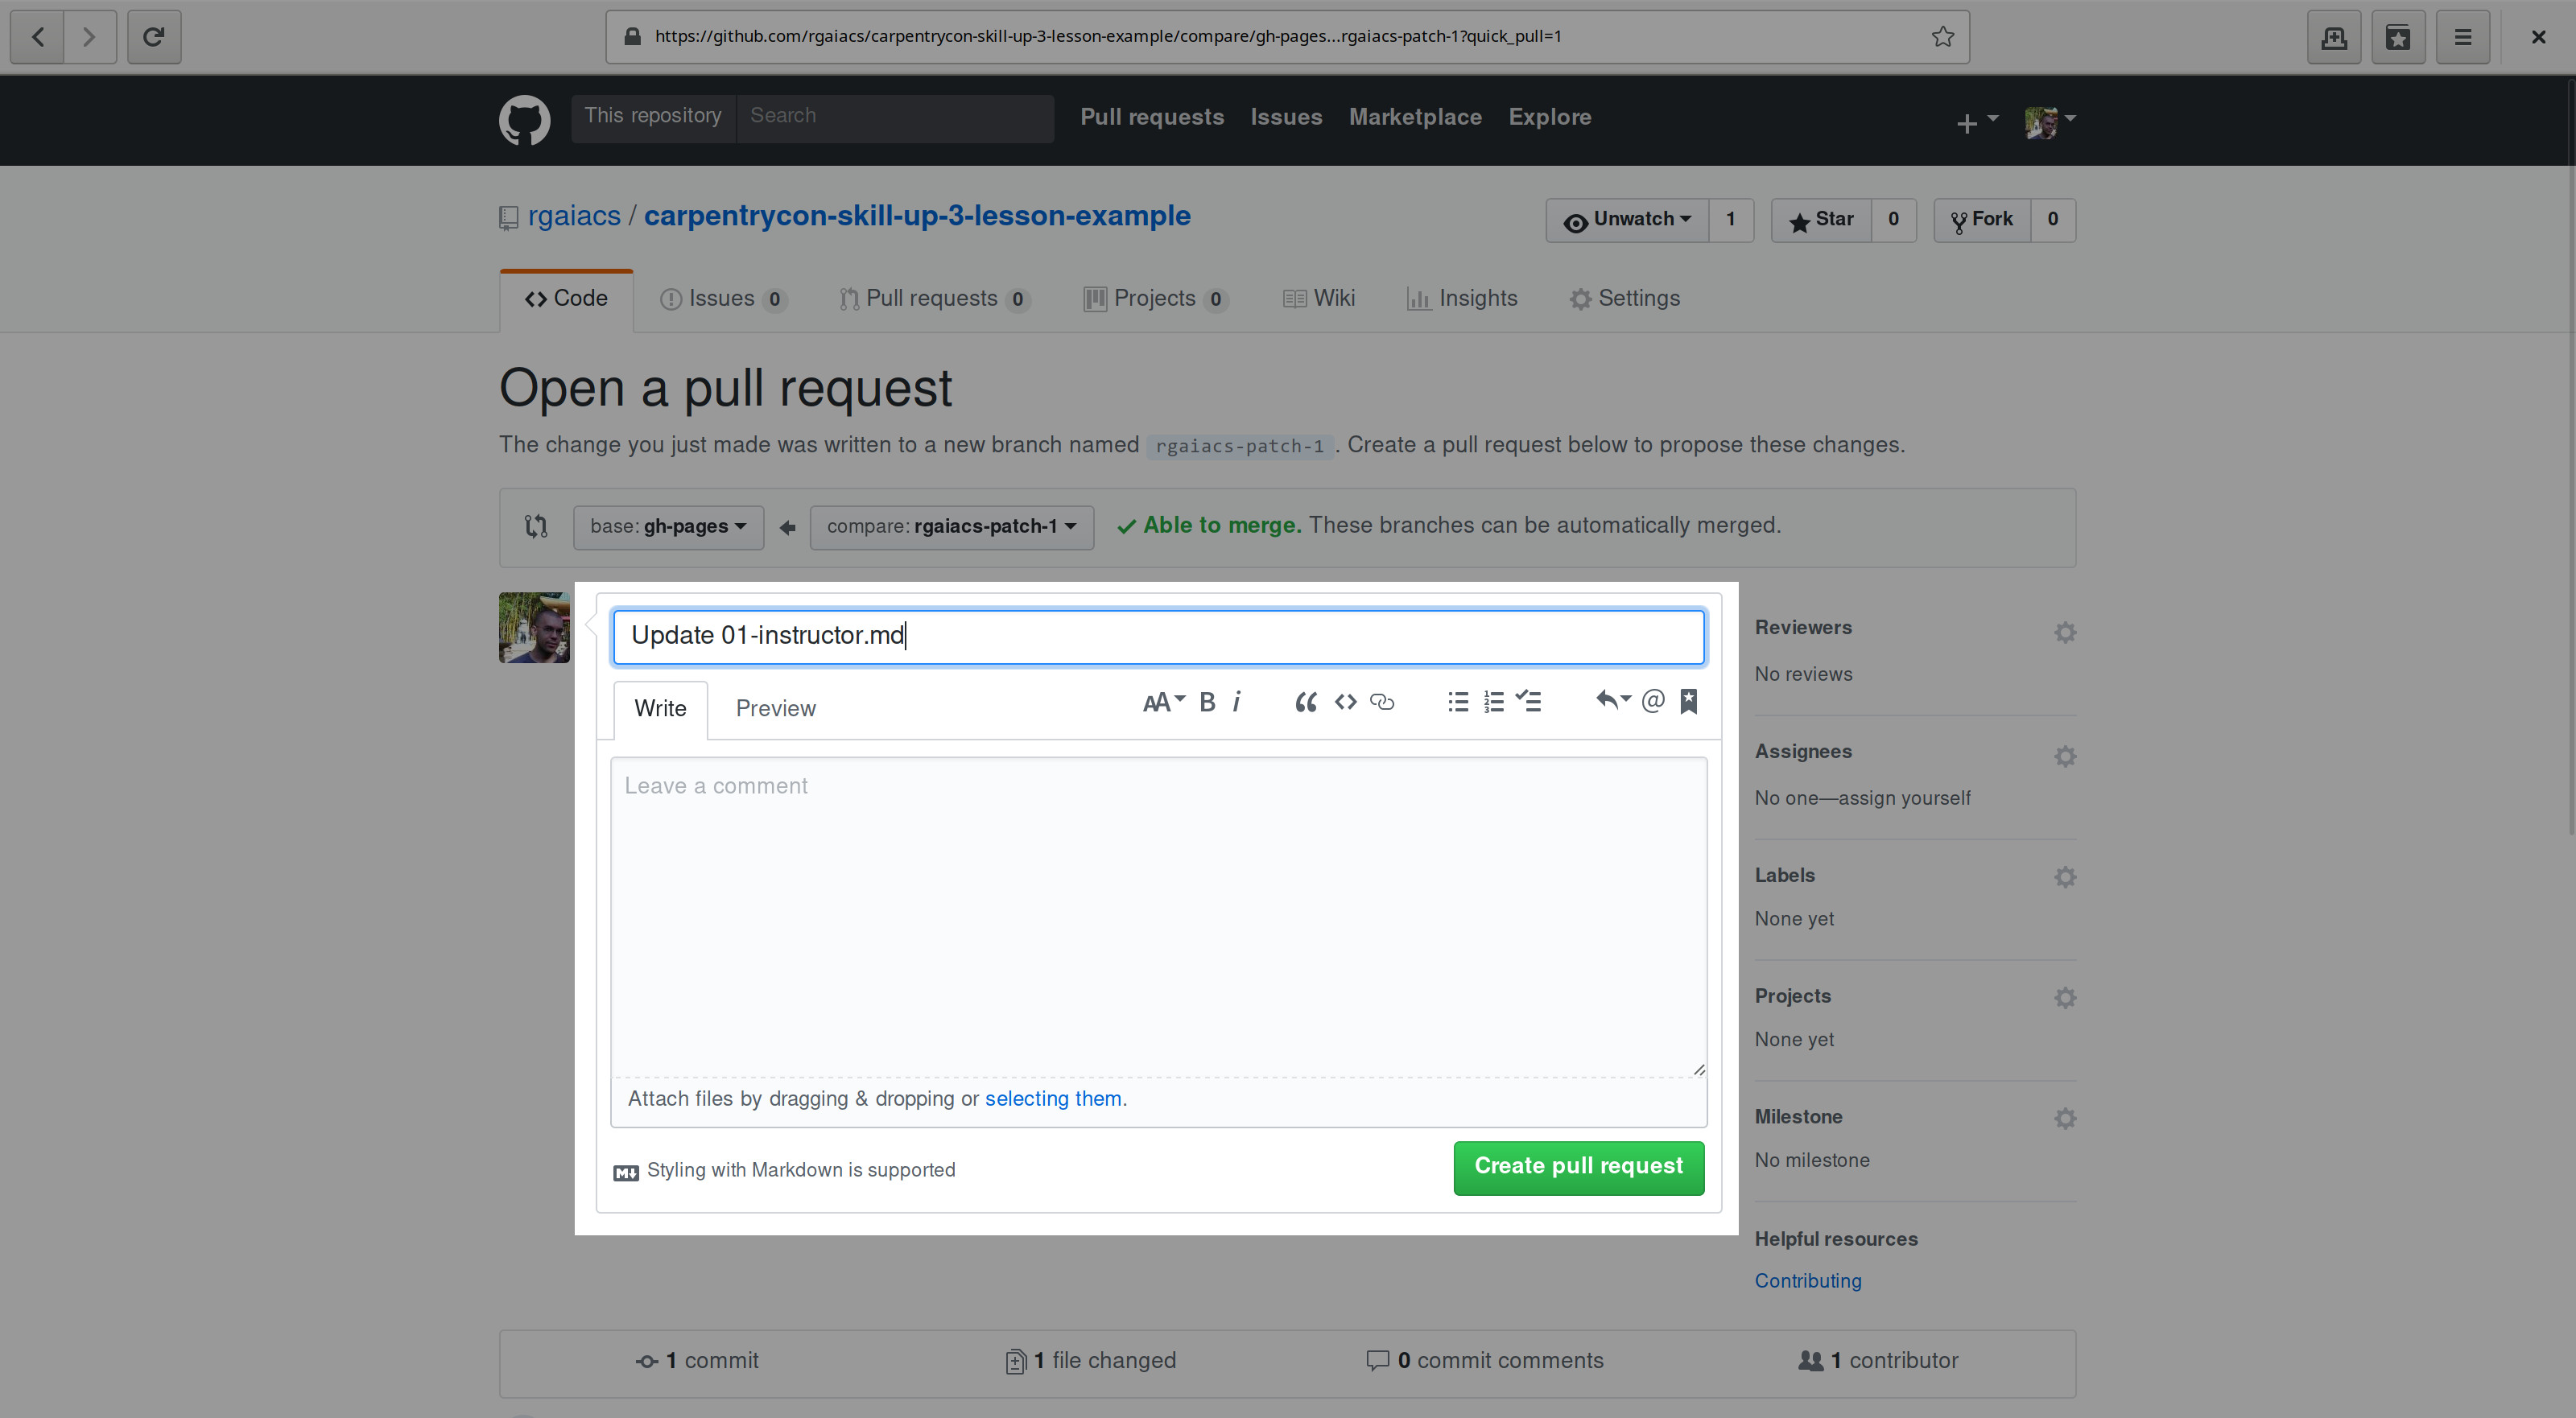 https://github.com/rgaiacs/carpentrycon-skill-up-3-lesson-example/compare/gh-pages...rgaiacs-patch-1?quick_pull=1
This repository Search Pull requests Issues Marketplace Explore
rgaiacs / carpentrycon-skill-up-3-lesson-example Unwatch 1 Star 0 Fork 0
Code Issues 0 Pull requests 0 Projects 0 Wiki Insights Settings
Open a pull request
The change you just made was written to a new branch named rgaiacs-patch-1. Create a pull request below to propose these changes.
base: gh-pages compare: rgaiacs-patch-1 Able to merge. These branches can be automatically merged.
Update 01-instructor.md
Write Preview
Leave a comment
Attach files by dragging & dropping or selecting them.
Styling with Markdown is supported
Create pull request
Reviewers
No reviews
Assignees
No one—assign yourself
Labels
None yet
Projects
None yet
Milestone
No milestone
Helpful resources
Contributing
1 commit 1 file changed 0 commit comments 1 contributor